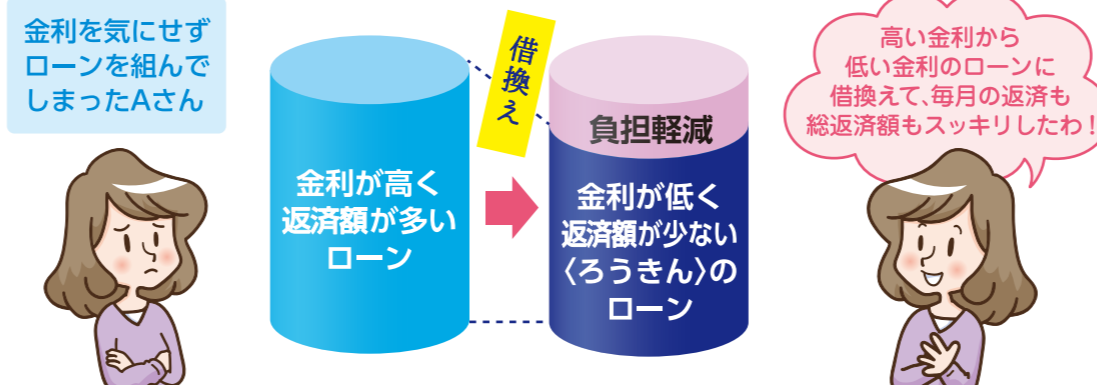 金利を気にせず
ローンを組んで
しまったAさん
金利が高く
返済額が多い
ローン
借換え
負担軽減
金利が低く
返済額が少ない
〈ろうきん〉の
ローン
高い金利から
低い金利のローンに
借換えて、毎月の返済も
総返済額もスッキリしたわ！